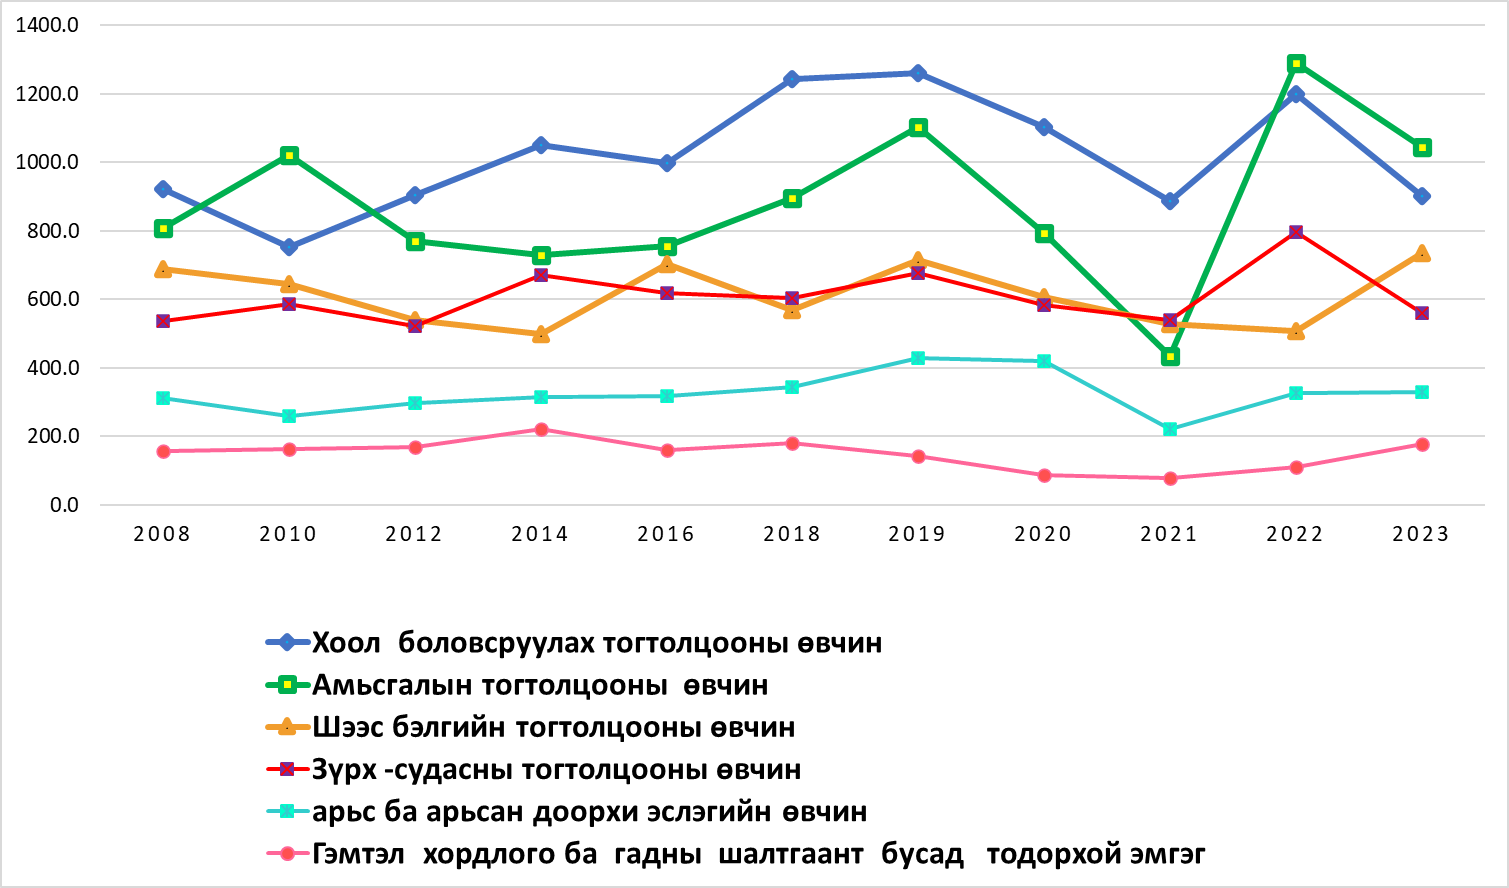 1400.0
1200.0
1000.0
800.0
600.0
400.0
200.0
0.0
2008 2010 2012 2014 2016 2018 2019 2020 2021 2022 2023
Хоол боловсруулах тогтолцооны өвчин
Амьсгалын тогтолцооны өвчин
Шээс бэлгийн тогтолцооны өвчин
Зүрх -судасны тогтолцооны өвчин
арьс ба арьсан доорхи эслэгийн өвчин
Гэмтэл хордлого ба гадны шалтгаант бусад тодорхой эмгэг